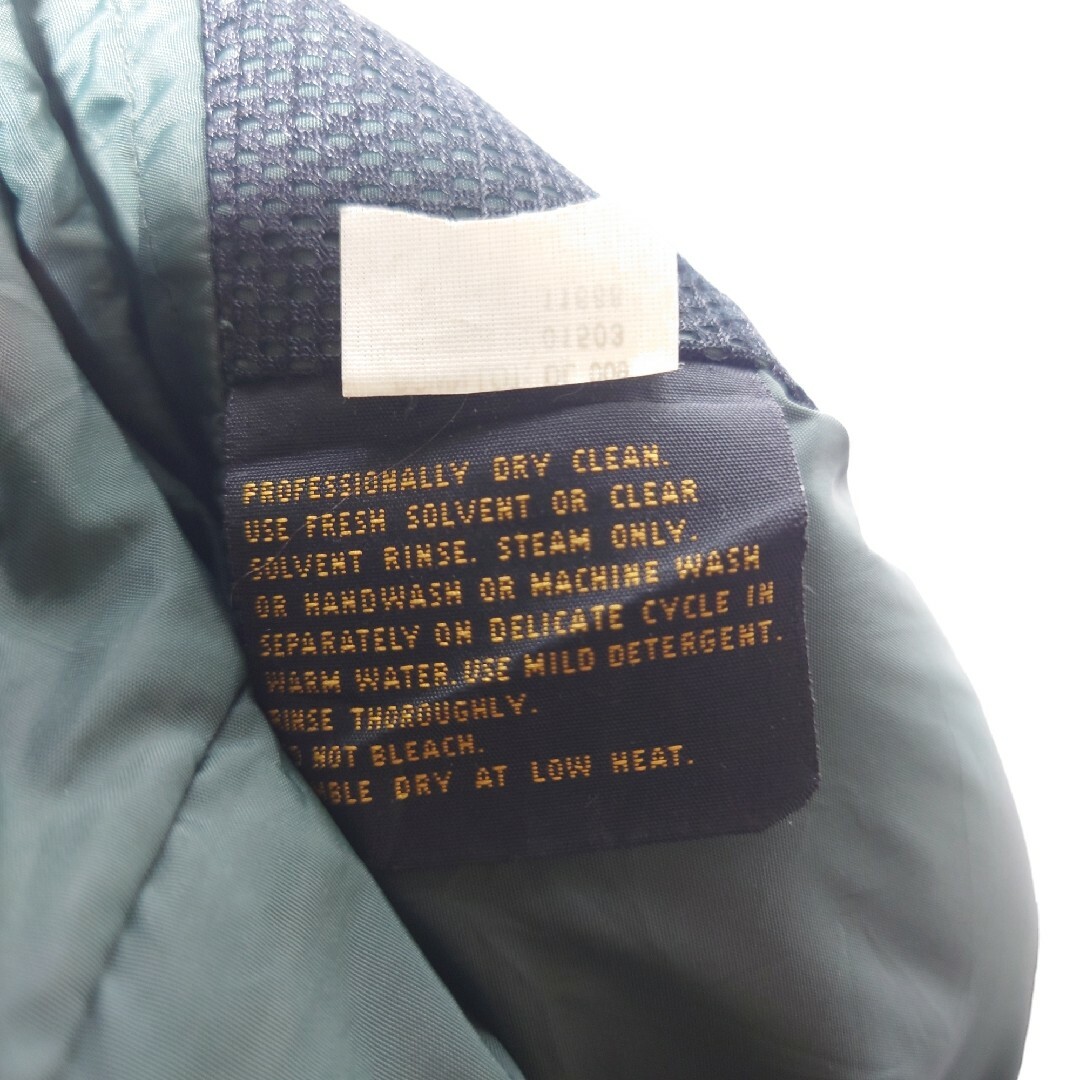 PROFESSIONALLY DRY CLEAN.
USE FRESH SOLVENT OR CLEAR
SOLVENT RINSE. STEAM ONLY.
OR HANDWASH OR MACHINE WASH
SEPARATELY ON DELICATE CYCLE IN
WARM WATER. USE MILD DETERGENT.
RINSE THOROUGHLY.
NOT BLEACH.
DRY AT LOW HEAT.